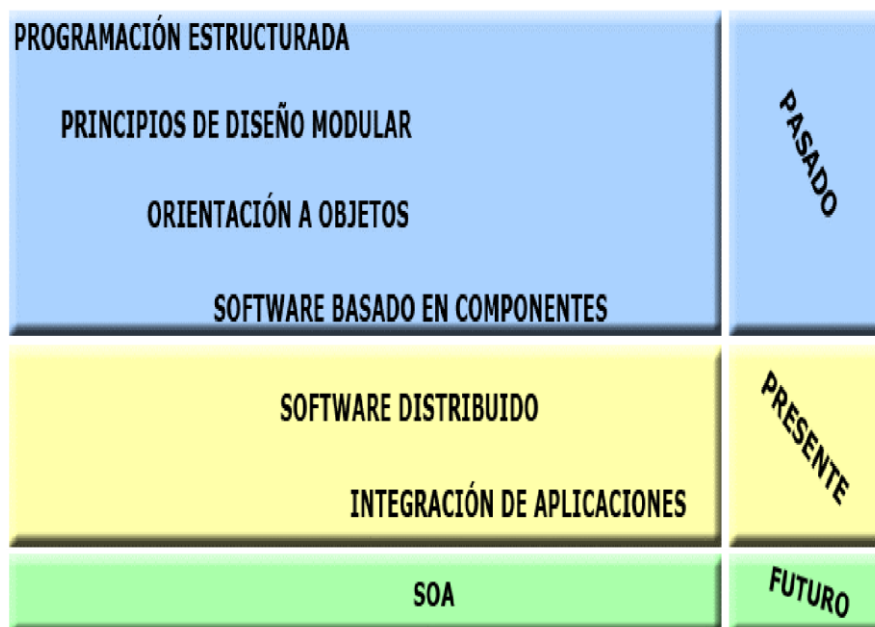 PROGRAMACIÓN ESTRUCTURADA
PRINCIPIOS DE DISEÑO MODULAR
ORIENTACIÓN A OBJETOS
SOFTWARE BASADO EN COMPONENTES
PASADO
SOFTWARE DISTRIBUIDO
INTEGRACIÓN DE APLICACIONES
PRESENTE
SOA
FUTURO